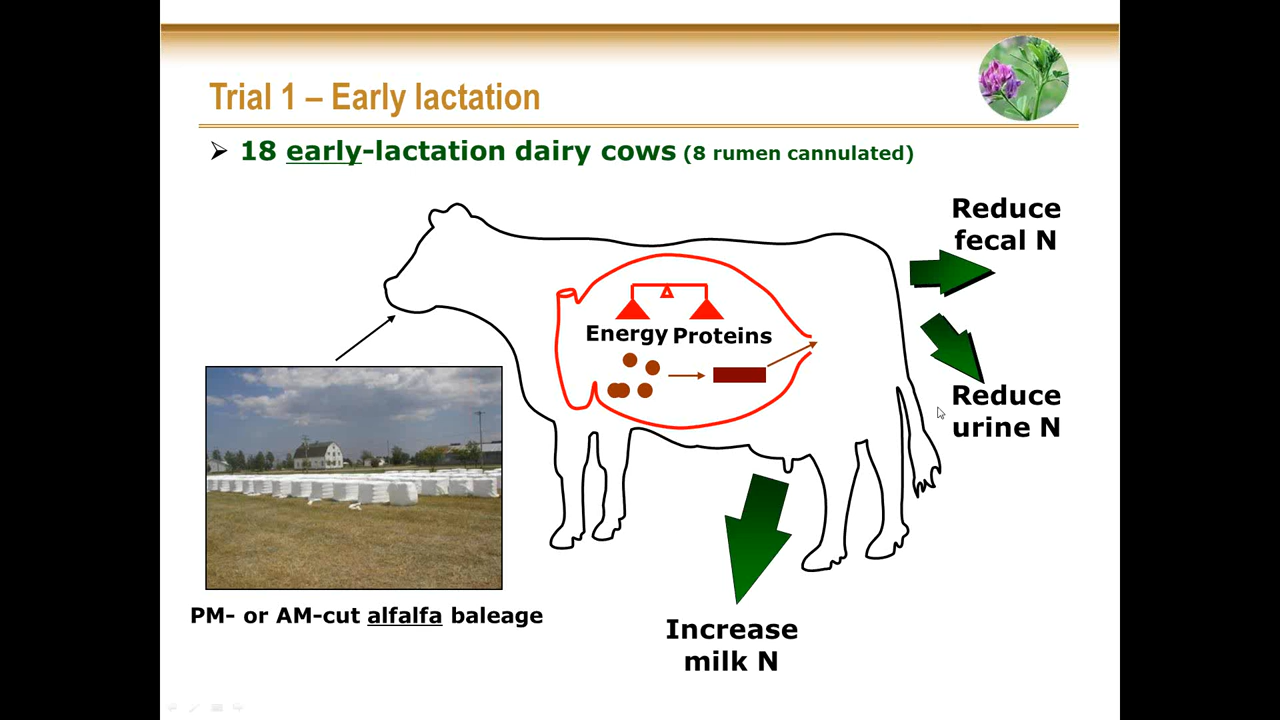 Trial 1 – Early lactation
18 early-lactation dairy cows (8 rumen cannulated)
Reduce
fecal N
Energy Proteins
Reduce
urine N
PM- or AM-cut alfalfa baleage
Increase
milk N